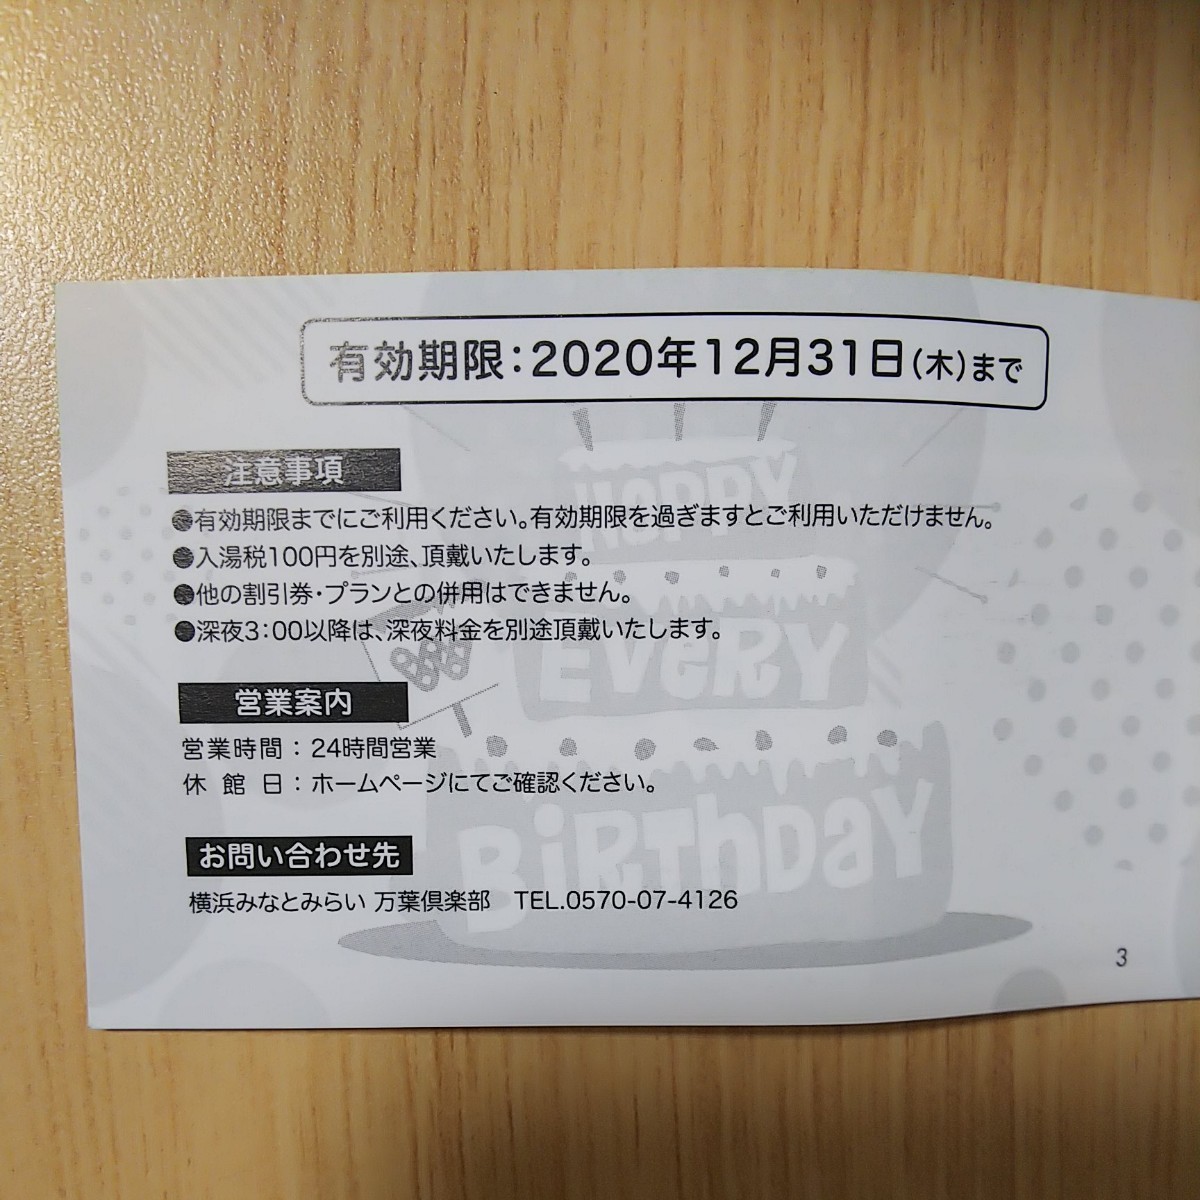 有効期限：2020年12月31日（木）まで
注意事項
●有効期限までにご利用ください。有効期限を過ぎますとご利用いただけません。
●入湯税100円を別途、頂戴いたします。
●他の割引券・プランとの併用はできません。
●深夜3：00以降は、深夜料金を別途頂戴いたします。
営業案内
営業時間：24時間営業
休館日：ホームページにてご確認ください。
お問い合わせ先
横浜みなとみらい 万葉倶楽部 TEL.0570-07-4126
HAPPY
EVERY
BiRThDAY
3